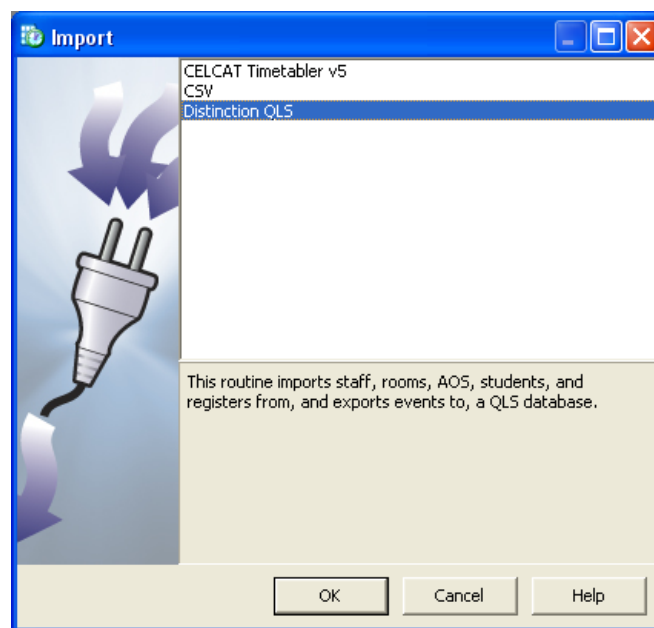 Import
CELCAT Timetabler v5
CSV
Distinction QLS
This routine imports staff, rooms, AOS, students, and
registers from, and exports events to, a QLS database.
OK
Cancel
Help